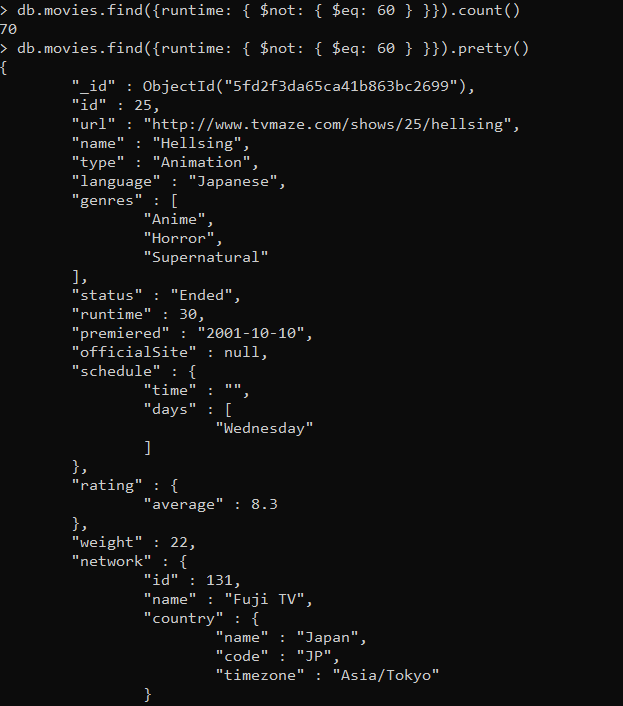 > db.movies.find({runtime: { $not: { $eq: 60 } }}).count()
70
> db.movies.find({runtime: { $not: { $eq: 60 } }}).pretty()
{
        "_id" : ObjectId("5fd2f3da65ca41b863bc2699"),
        "id" : 25,
        "url" : "http://www.tvmaze.com/shows/25/hellsing",
        "name" : "Hellsing",
        "type" : "Animation",
        "language" : "Japanese",
        "genres" : [
                "Anime",
                "Horror",
                "Supernatural"
        ],
        "status" : "Ended",
        "runtime" : 30,
        "premiered" : "2001-10-10",
        "officialSite" : null,
        "schedule" : {
                "time" : "",
                "days" : [
                        "Wednesday"
                ]
        },
        "rating" : {
                "average" : 8.3
        },
        "weight" : 22,
        "network" : {
                "id" : 131,
                "name" : "Fuji TV",
                "country" : {
                        "name" : "Japan",
                        "code" : "JP",
                        "timezone" : "Asia/Tokyo"
                }